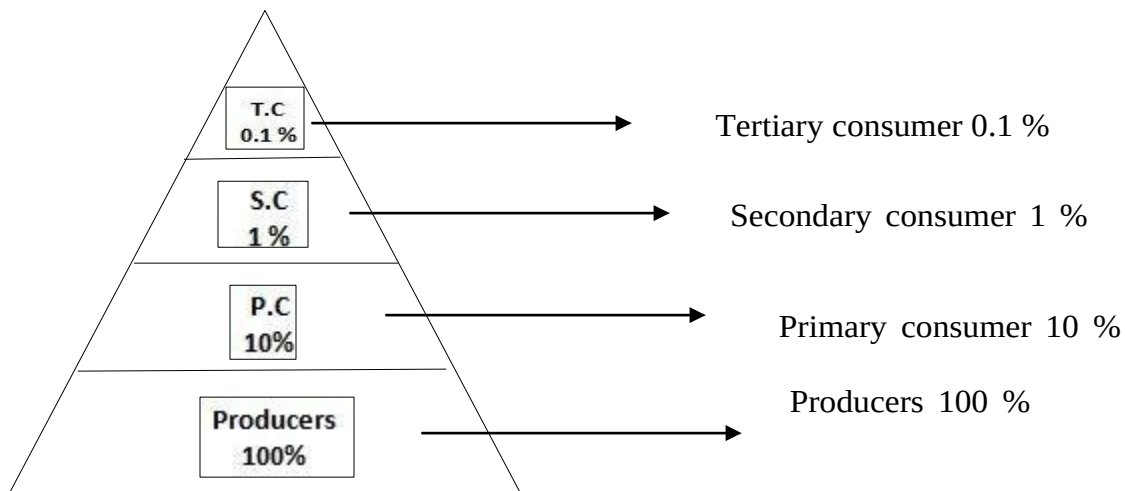 T.C
0.1 %
Tertiary consumer 0.1 %
S.C
1 %
Secondary consumer 1 %
P.C
10%
Primary consumer 10 %
Producers
100%
Producers 100 %